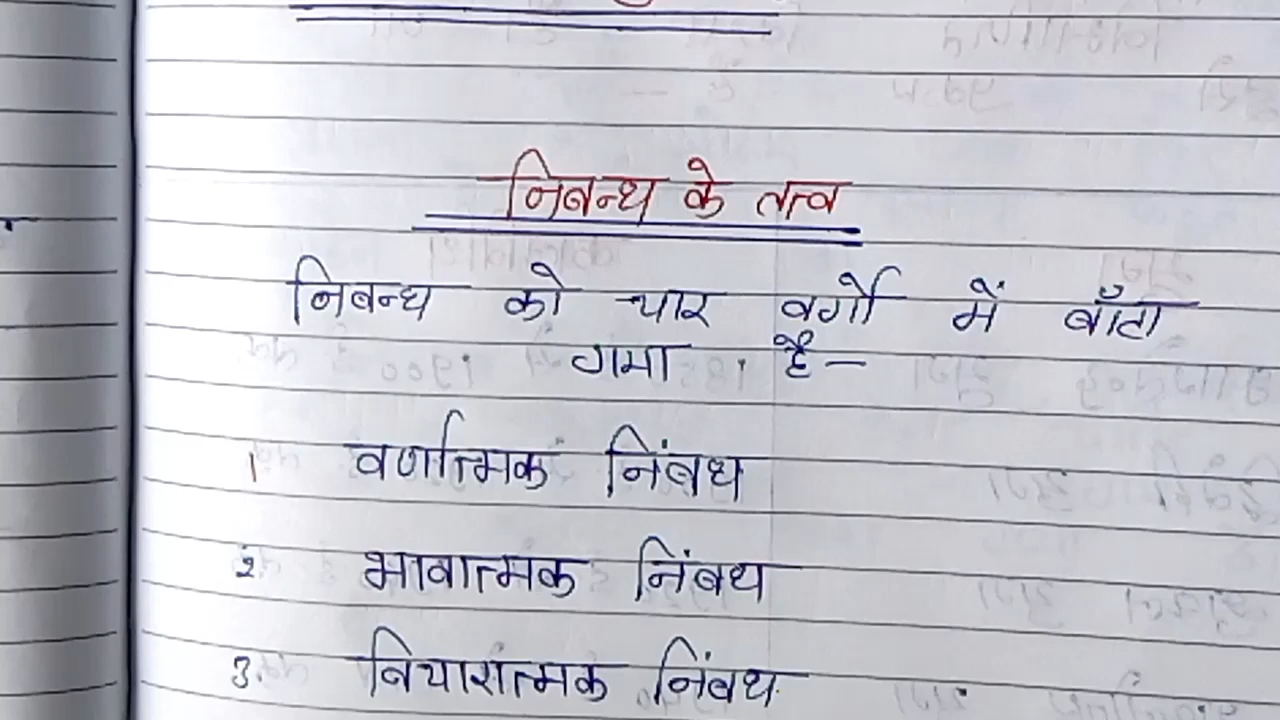 निबन्ध के तत्व
निबन्ध को चार वर्गो में बाँटा
गया है—
1 वर्णात्मक निंबध
2. भावात्मक निंबध
3. विचारात्मक निंबध